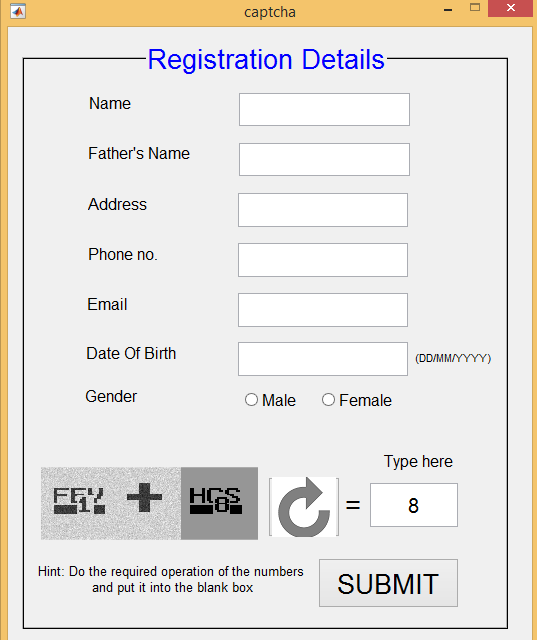 captcha
Registration Details
Name
Father's Name
Address
Phone no.
Email
Date Of Birth (DD/MM/YYYY)
Gender Male Female
Type here
FEY 1 + HCS 8 = 8
Hint: Do the required operation of the numbers
and put it into the blank box
SUBMIT